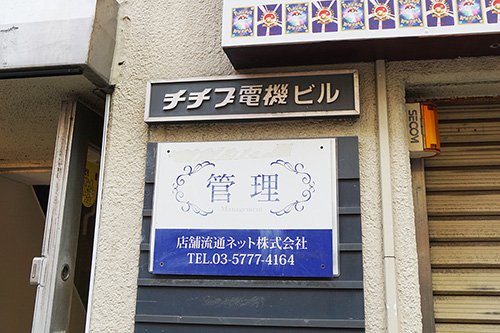 チチブ電機ビル
SECOM
管理
Management
店舗流通ネット株式会社
TEL.03-5777-4164